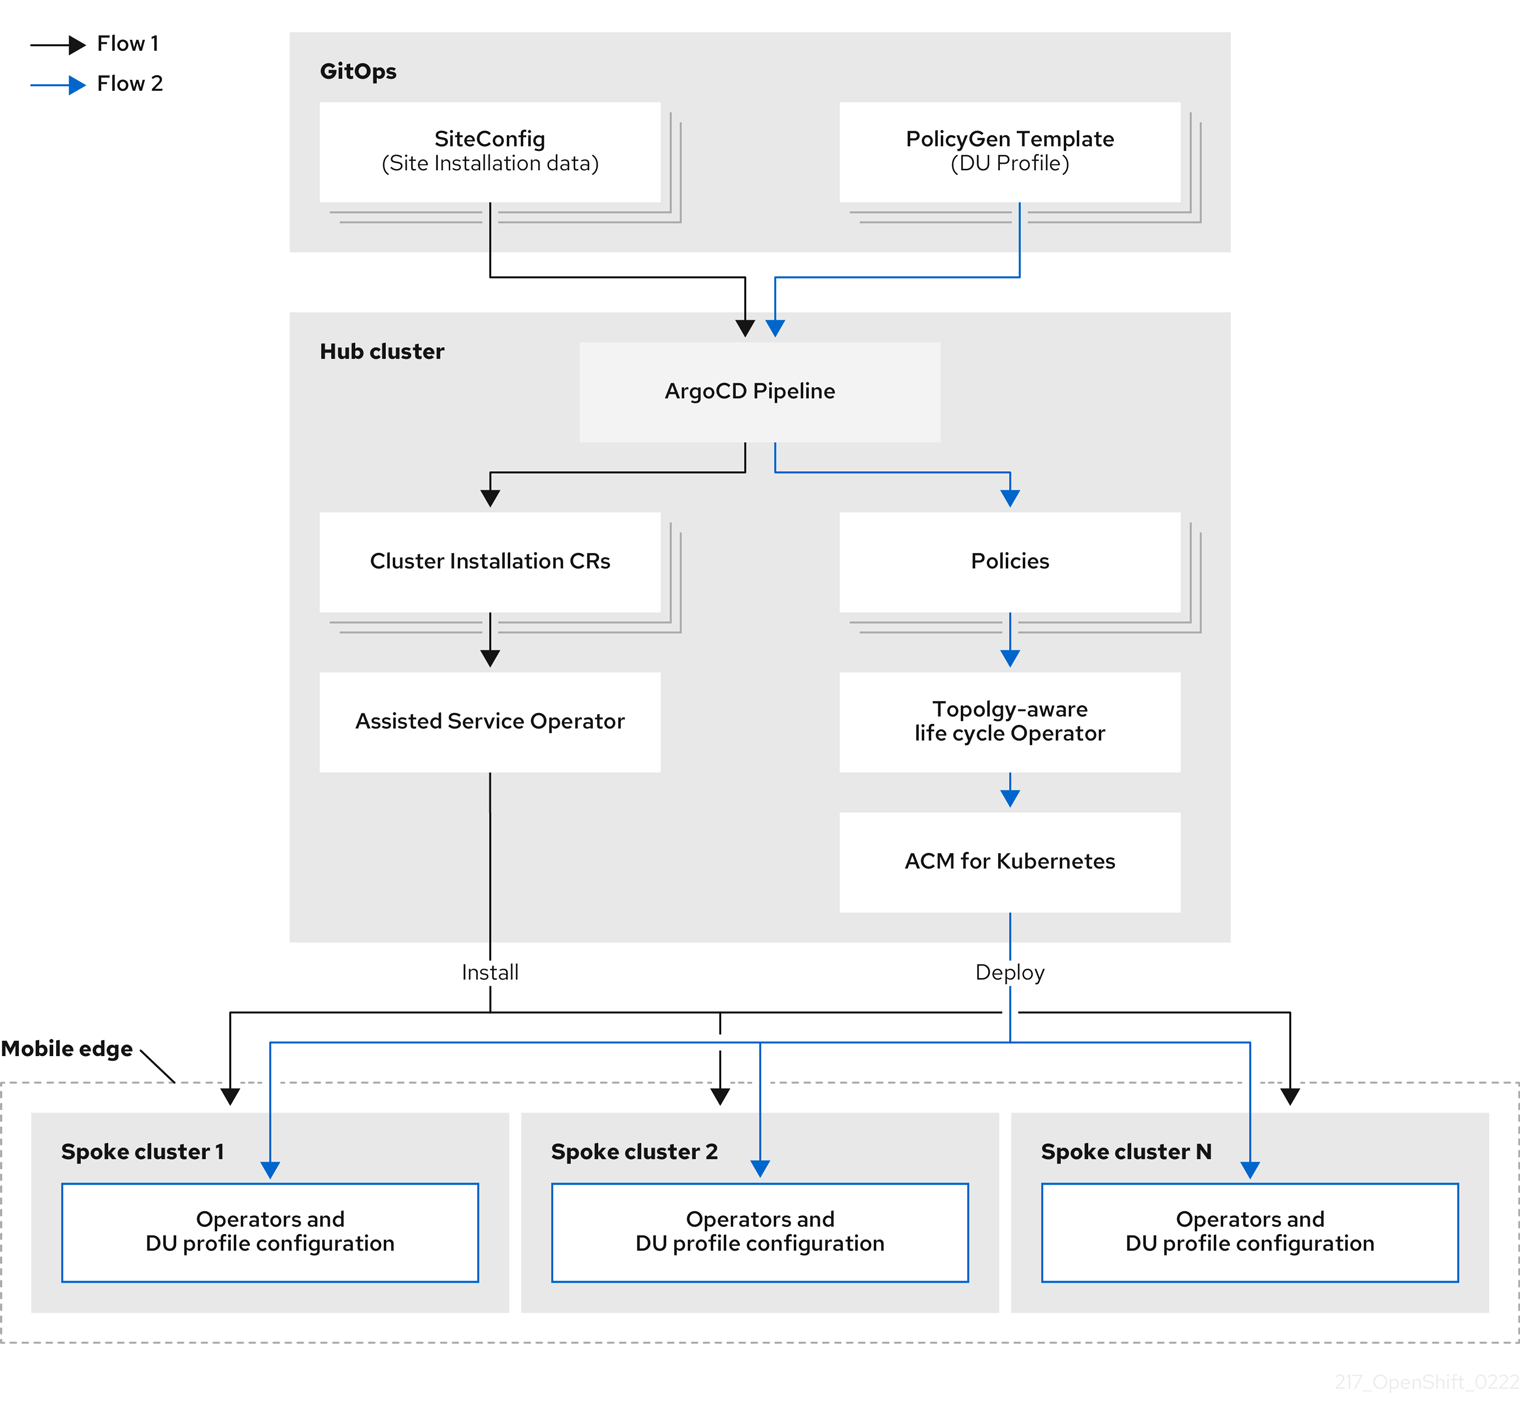 Flow 1
Flow 2
GitOps
SiteConfig
(Site Installation data)
PolicyGen Template
(DU Profile)
Hub cluster
ArgoCD Pipeline
Cluster Installation CRs
Policies
Assisted Service Operator
Topolgy-aware
life cycle Operator
ACM for Kubernetes
Install
Deploy
Mobile edge
Spoke cluster 1
Operators and
DU profile configuration
Spoke cluster 2
Operators and
DU profile configuration
Spoke cluster N
Operators and
DU profile configuration
217_OpenShift_0222